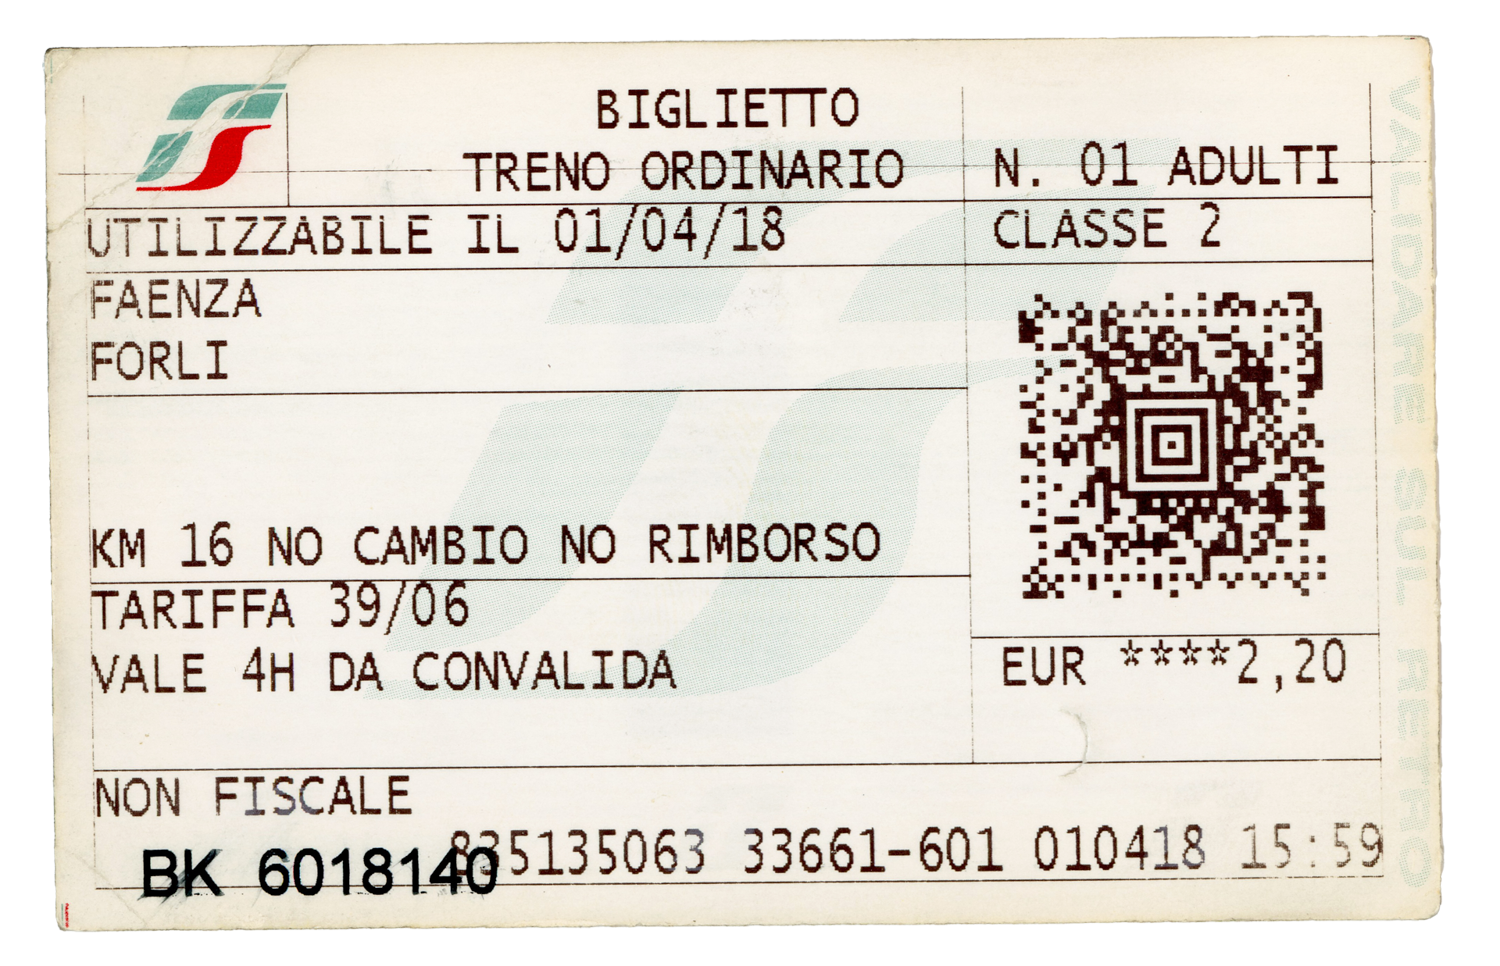 BIGLIETTO
TRENO ORDINARIO
N. 01 ADULTI
UTILIZZABILE IL 01/04/18
CLASSE 2
FAENZA
FORLI
KM 16 NO CAMBIO NO RIMBORSO
TARIFFA 39/06
VALE 4H DA CONVALIDA
EUR ****2,20
NON FISCALE
835135063 33661-601 010418 15:59
BK 6018140
VALIDARE SUL RETRO